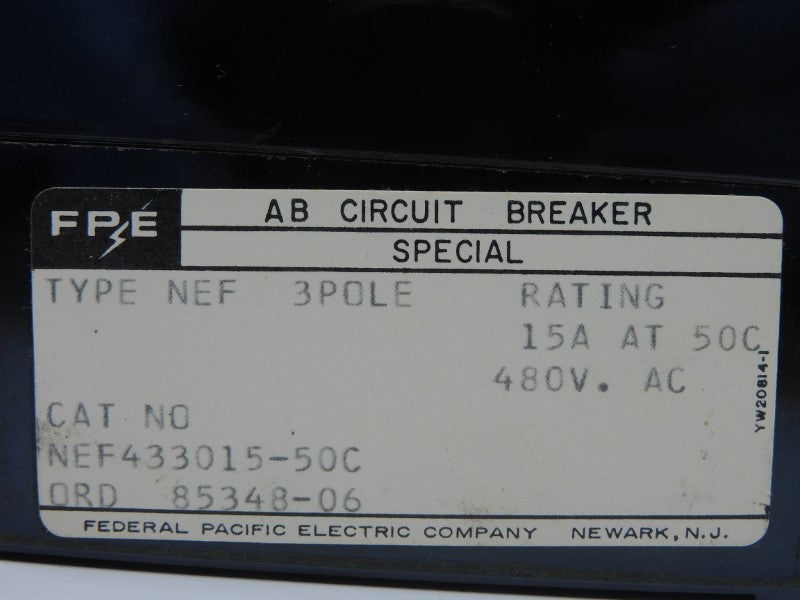 FPE
AB CIRCUIT BREAKER
SPECIAL
TYPE NEF 3POLE RATING
15A AT 50C
480V. AC
CAT NO
NEF433015-50C
ORD 85348-06
YW20814-1
FEDERAL PACIFIC ELECTRIC COMPANY NEWARK, N.J.